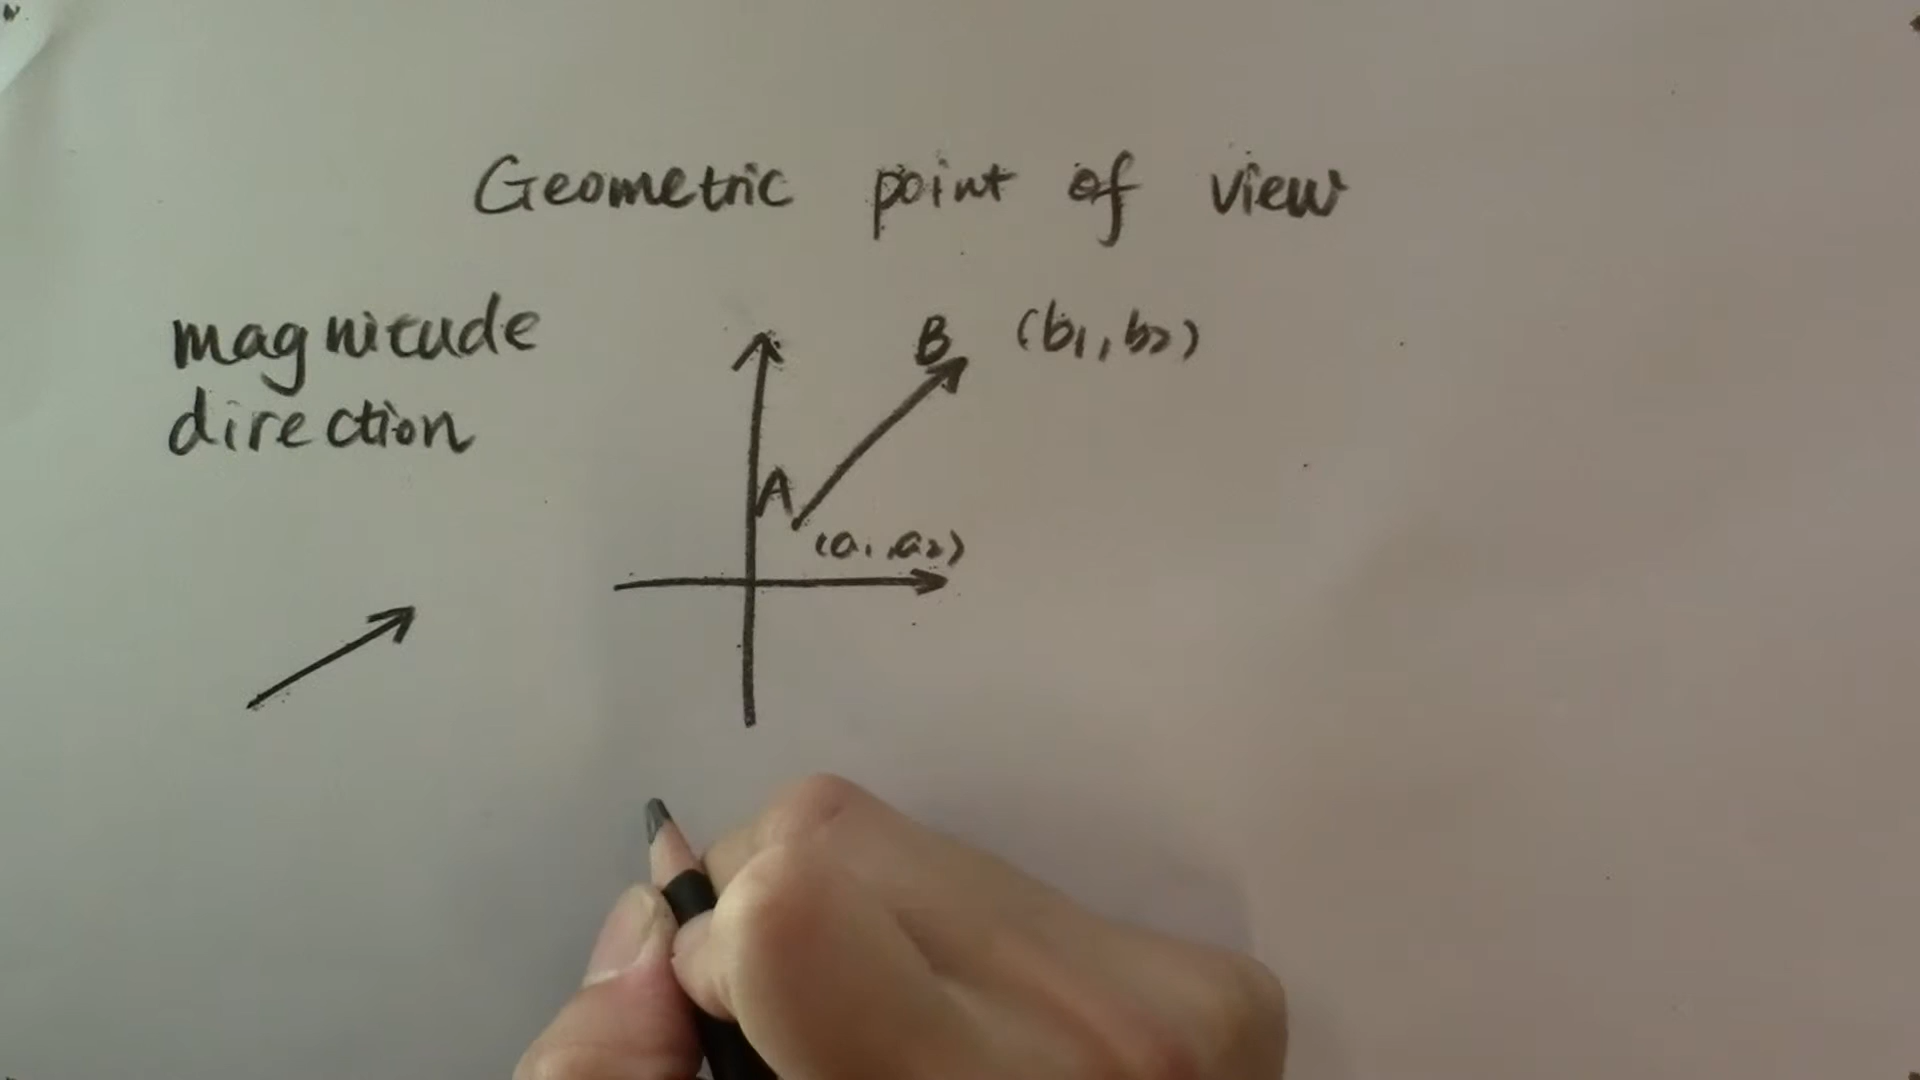 Geometric point of view
magnitude
direction
B (b1, b2)
A
(a1, a2)